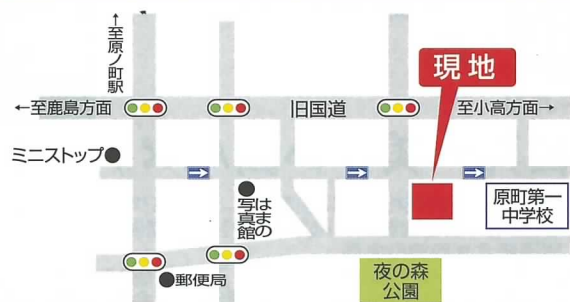 ↑至原ノ町駅
現地
←至鹿島方面
旧国道
至小高方面→
ミニストップ
はまの
写真館
原町第一
中学校
郵便局
夜の森
公園